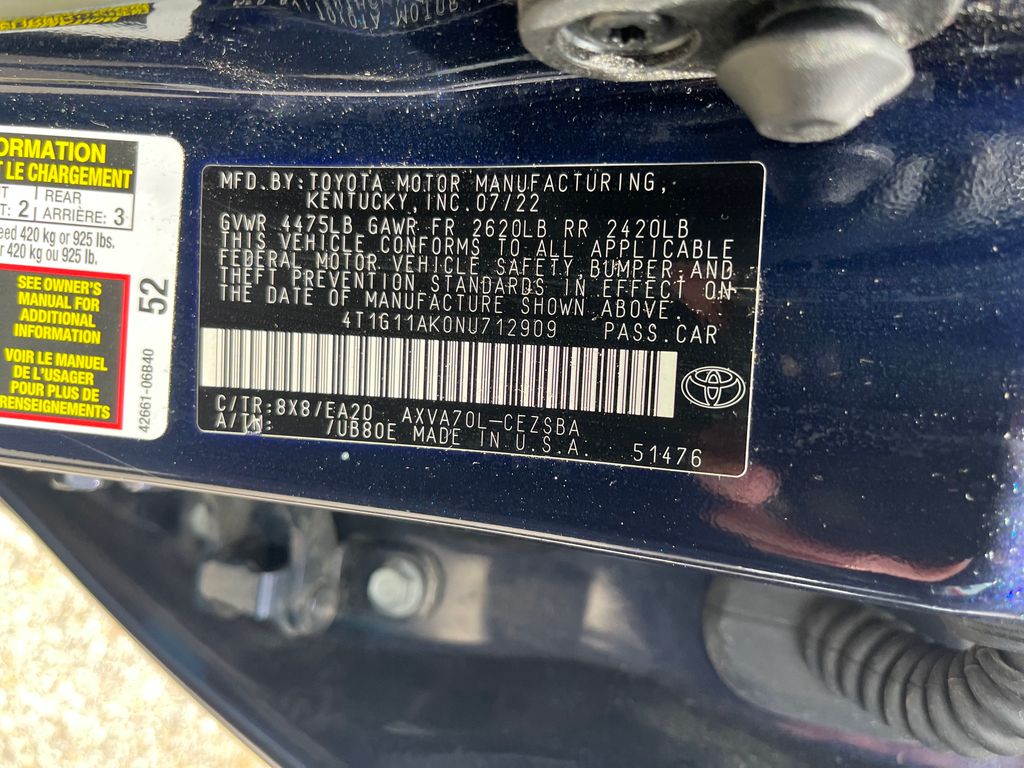 ORMATION
T LE CHARGEMENT
REAR
: 2 ARRIÈRE: 3
eed 420 kg or 925 lbs.
r 420 kg ou 925 lb.
SEE OWNER'S
MANUAL FOR
ADDITIONAL
INFORMATION
VOIR LE MANUEL
DE L'USAGER
POUR PLUS DE
RENSEIGNEMENTS
52
42661-06B40
MFD.BY:TOYOTA MOTOR MANUFACTURING,
KENTUCKY,INC.07/22
GVWR 4475LB GAWR FR 2620LB RR 2420LB
THIS VEHICLE CONFORMS TO ALL APPLICABLE
FEDERAL MOTOR VEHICLE SAFETY,BUMPER,AND
THEFT PREVENTION STANDARDS IN EFFECT ON
THE DATE OF MANUFACTURE SHOWN ABOVE.
4T1G11AK0NU712909 PASS.CAR
C/TR:8X8/EA20 AXVA70L-CEZSBA
A/TM: /UB80E MADE IN U.S.A. 51476